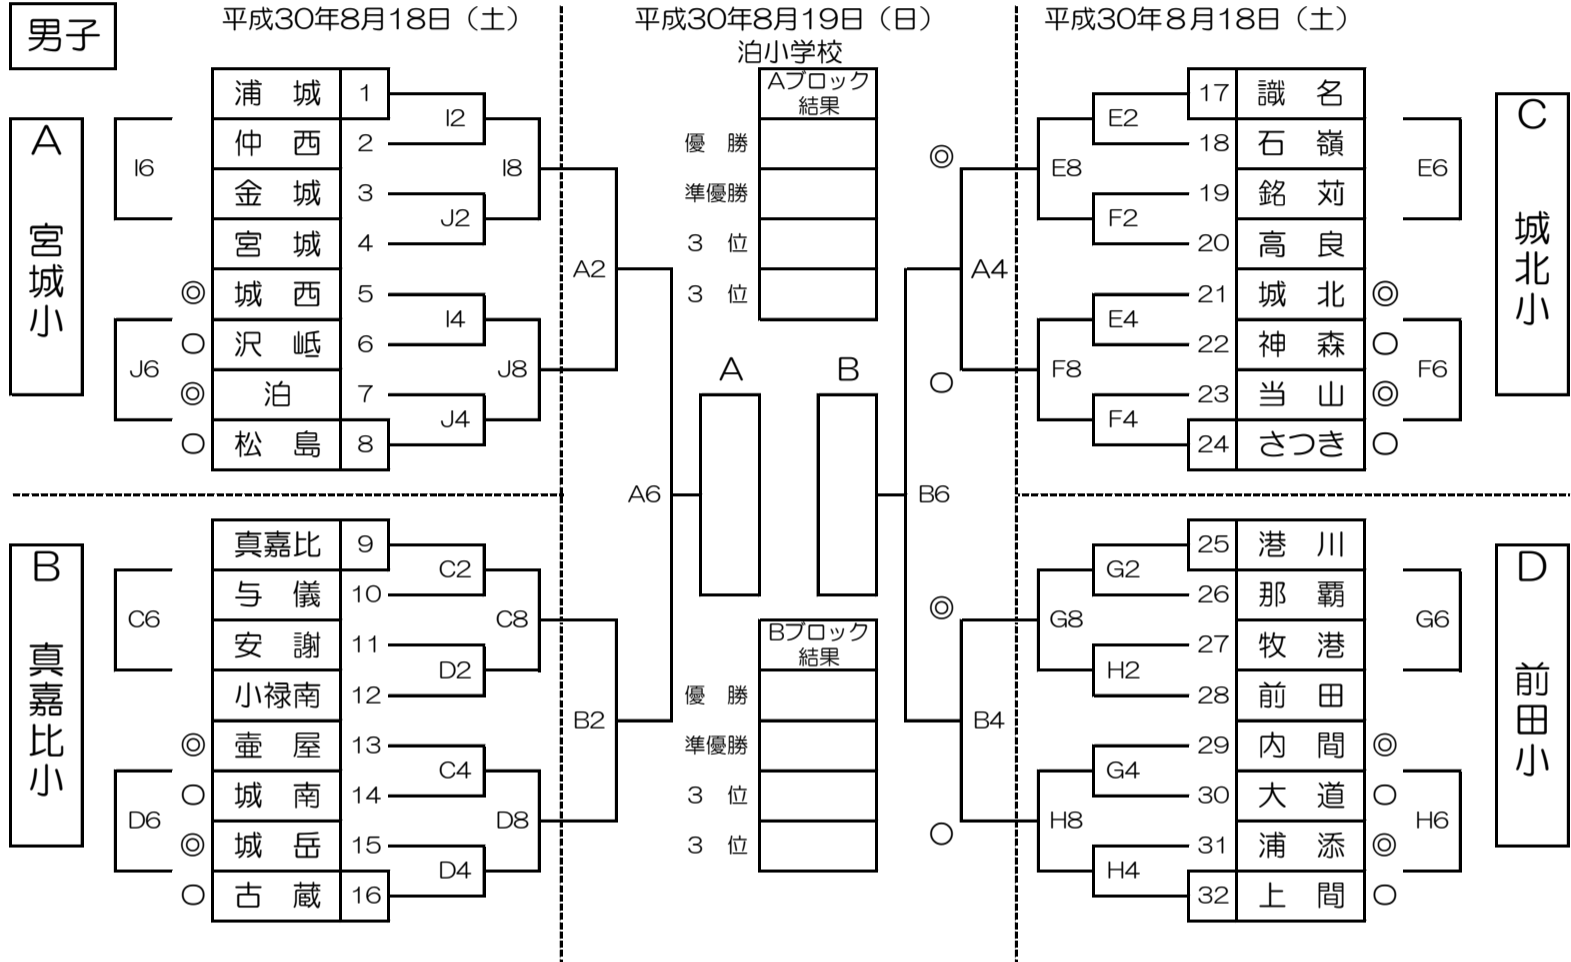 男子
平成30年8月18日（土）
平成30年8月19日（日）
平成30年８月18日（土）
泊小学校
A
宮城小
浦 城 1
仲 西 2
金 城 3
宮 城 4
◎ 城 西 5
○ 沢 岻 6
◎ 泊 7
○ 松 島 8
I6
J6
I2
J2
I4
J4
I8
J8
A2
B
真嘉比小
真嘉比 9
与 儀 10
安 謝 11
小禄南 12
◎ 壷 屋 13
○ 城 南 14
◎ 城 岳 15
○ 古 蔵 16
C6
D6
C2
D2
C4
D4
C8
D8
B2
A6
Aブロック
結果
優 勝
準優勝
３ 位
３ 位
A
B
Bブロック
結果
優 勝
準優勝
３ 位
３ 位
◎
○
◎
○
B6
A4
B4
C
城北小
17 識 名
18 石 嶺
19 銘 苅
20 高 良
21 城 北 ◎
22 神 森 ○
23 当 山 ◎
24 さつき ○
E8
F8
E2
F2
E4
F4
E6
F6
D
前田小
25 港 川
26 那 覇
27 牧 港
28 前 田
29 内 間 ◎
30 大 道 ○
31 浦 添 ◎
32 上 間 ○
G8
H8
G2
H2
G4
H4
G6
H6